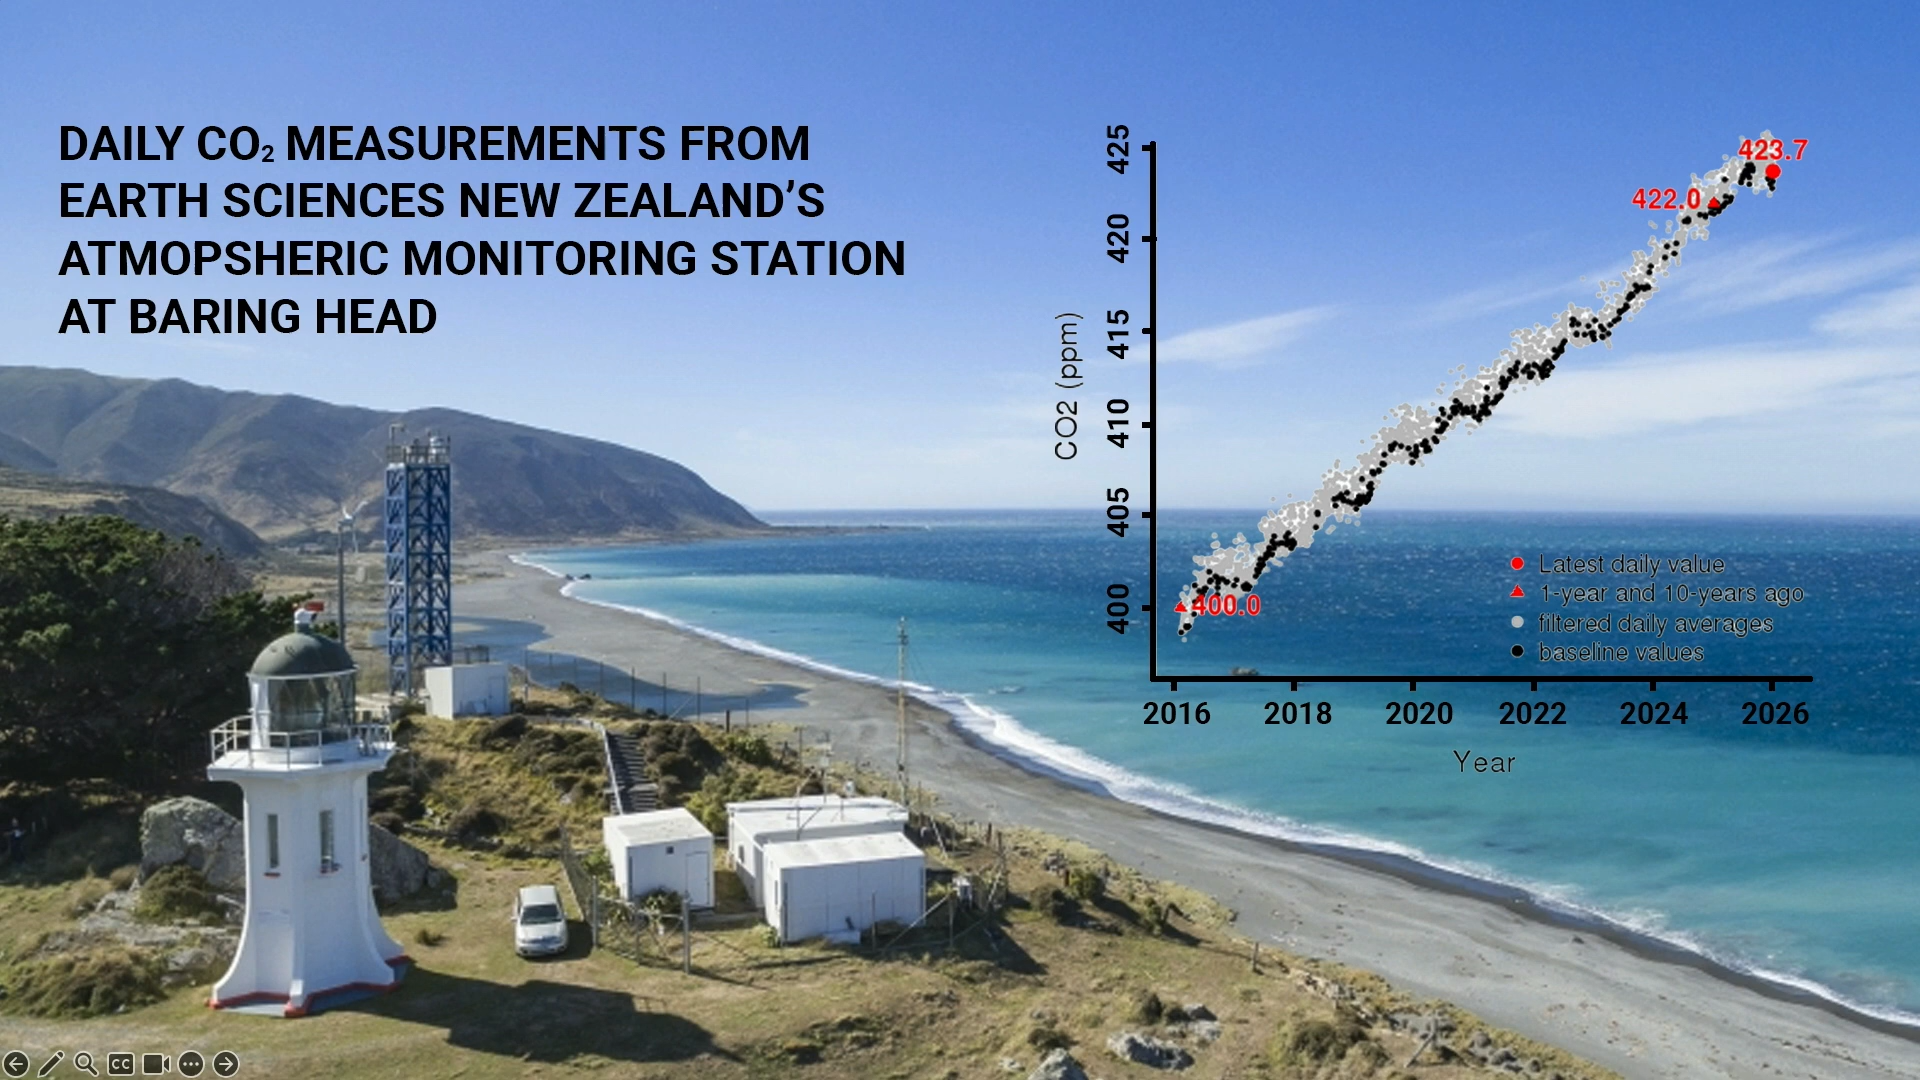 DAILY CO₂ MEASUREMENTS FROM
EARTH SCIENCES NEW ZEALAND’S
ATMOPSHERIC MONITORING STATION
AT BARING HEAD
425
420
415
410
405
400
CO2 (ppm)
423.7
422.0
400.0
Latest daily value
1-year and 10-years ago
filtered daily averages
baseline values
2016 2018 2020 2022 2024 2026
Year
CC